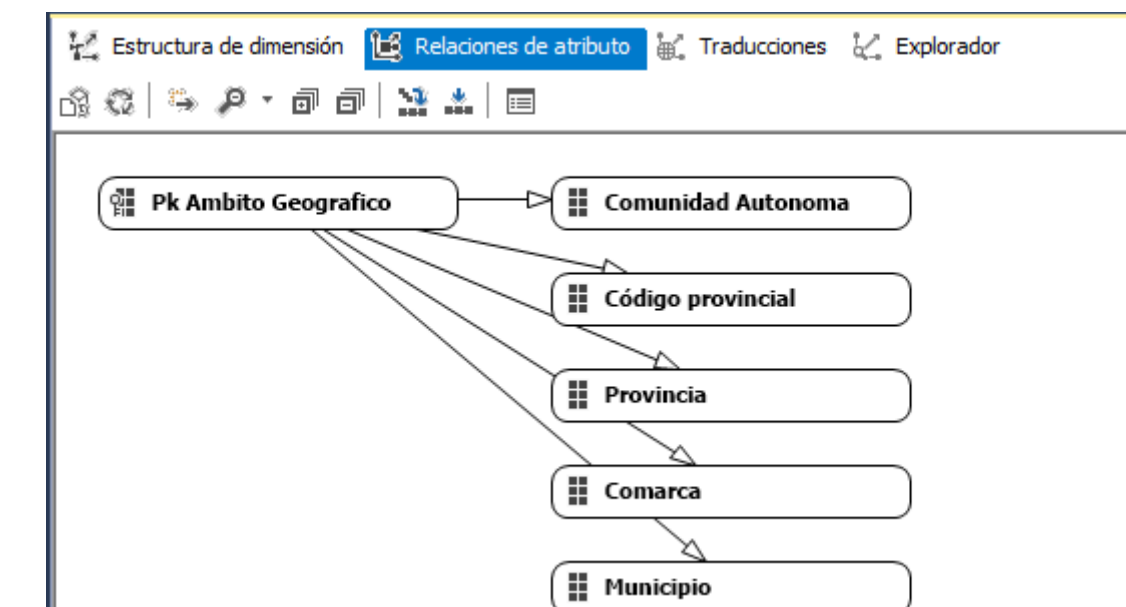 Estructura de dimensión Relaciones de atributo Traducciones Explorador
Pk Ambito Geografico Comunidad Autonoma
Código provincial
Provincia
Comarca
Municipio